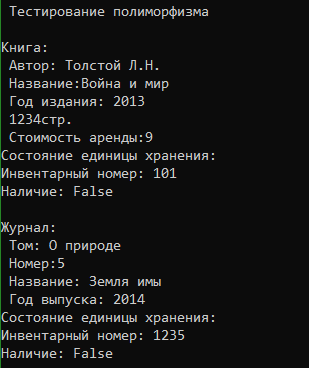 Тестирование полиморфизма
Книга:
Автор: Толстой Л.Н.
Название:Война и мир
Год издания: 2013
1234стр.
Стоимость аренды:9
Состояние единицы хранения:
Инвентарный номер: 101
Наличие: False
Журнал:
Том: О природе
Номер:5
Название: Земля имы
Год выпуска: 2014
Состояние единицы хранения:
Инвентарный номер: 1235
Наличие: False